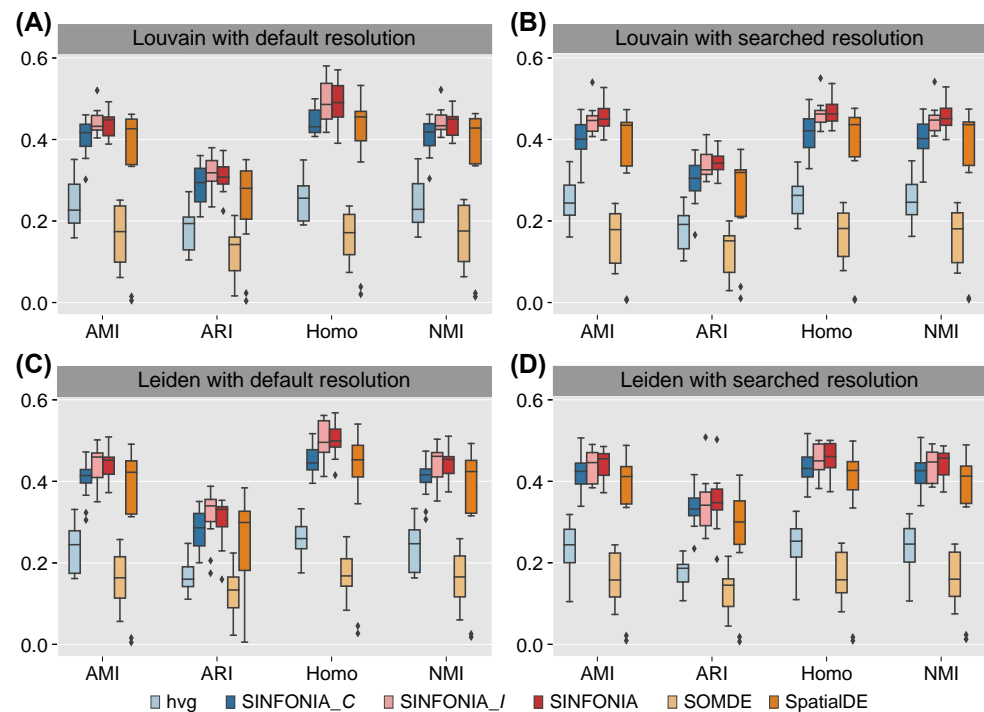 (A)
Louvain with default resolution
0.6
0.4
0.2
0.0
AMI ARI Homo NMI
(B)
Louvain with searched resolution
0.6
0.4
0.2
0.0
AMI ARI Homo NMI
(C)
Leiden with default resolution
0.6
0.4
0.2
0.0
AMI ARI Homo NMI
(D)
Leiden with searched resolution
0.6
0.4
0.2
0.0
AMI ARI Homo NMI
hvg SINFONIA_C SINFONIA_I SINFONIA SOMDE SpatialDE